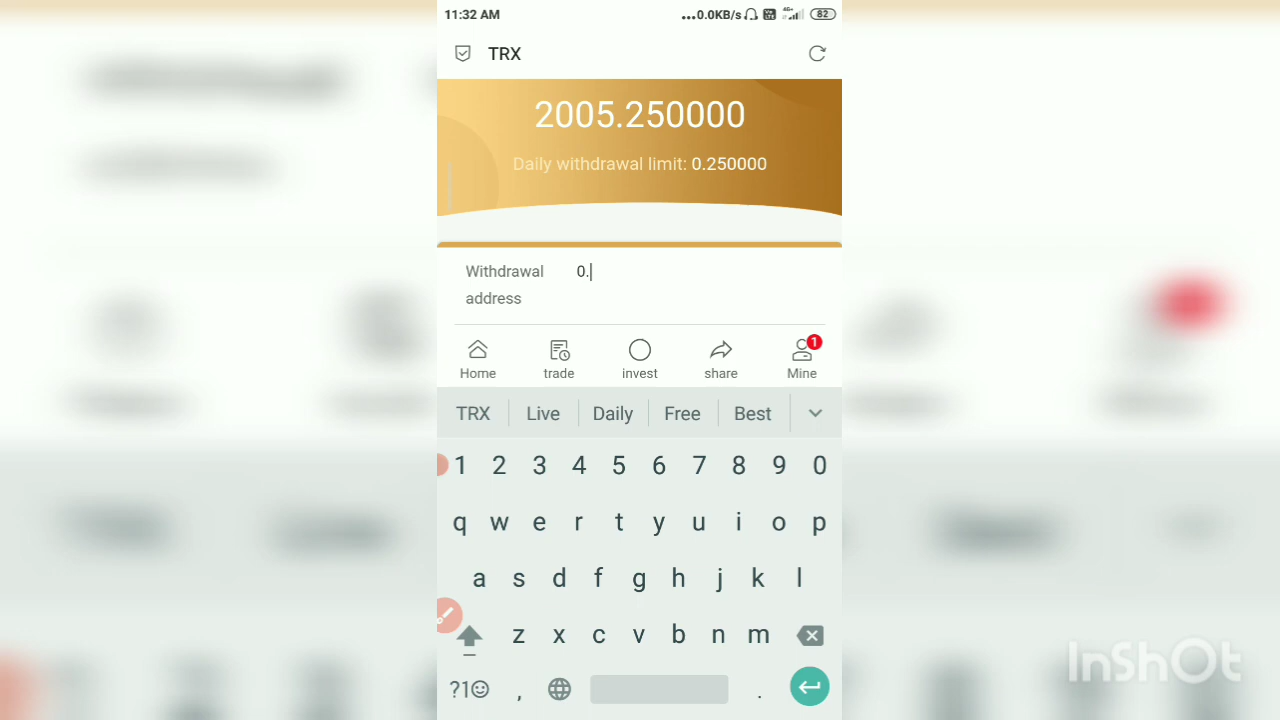 11:32 AM
...0.0KB/s 4G+ 82
TRX
2005.250000
Daily withdrawal limit: 0.250000
Withdrawal address
0.
Home trade invest share Mine
1
TRX Live Daily Free Best
1 2 3 4 5 6 7 8 9 0
q w e r t y u i o p
a s d f g h j k l
z x c v b n m
?1☺ , .
InShOt